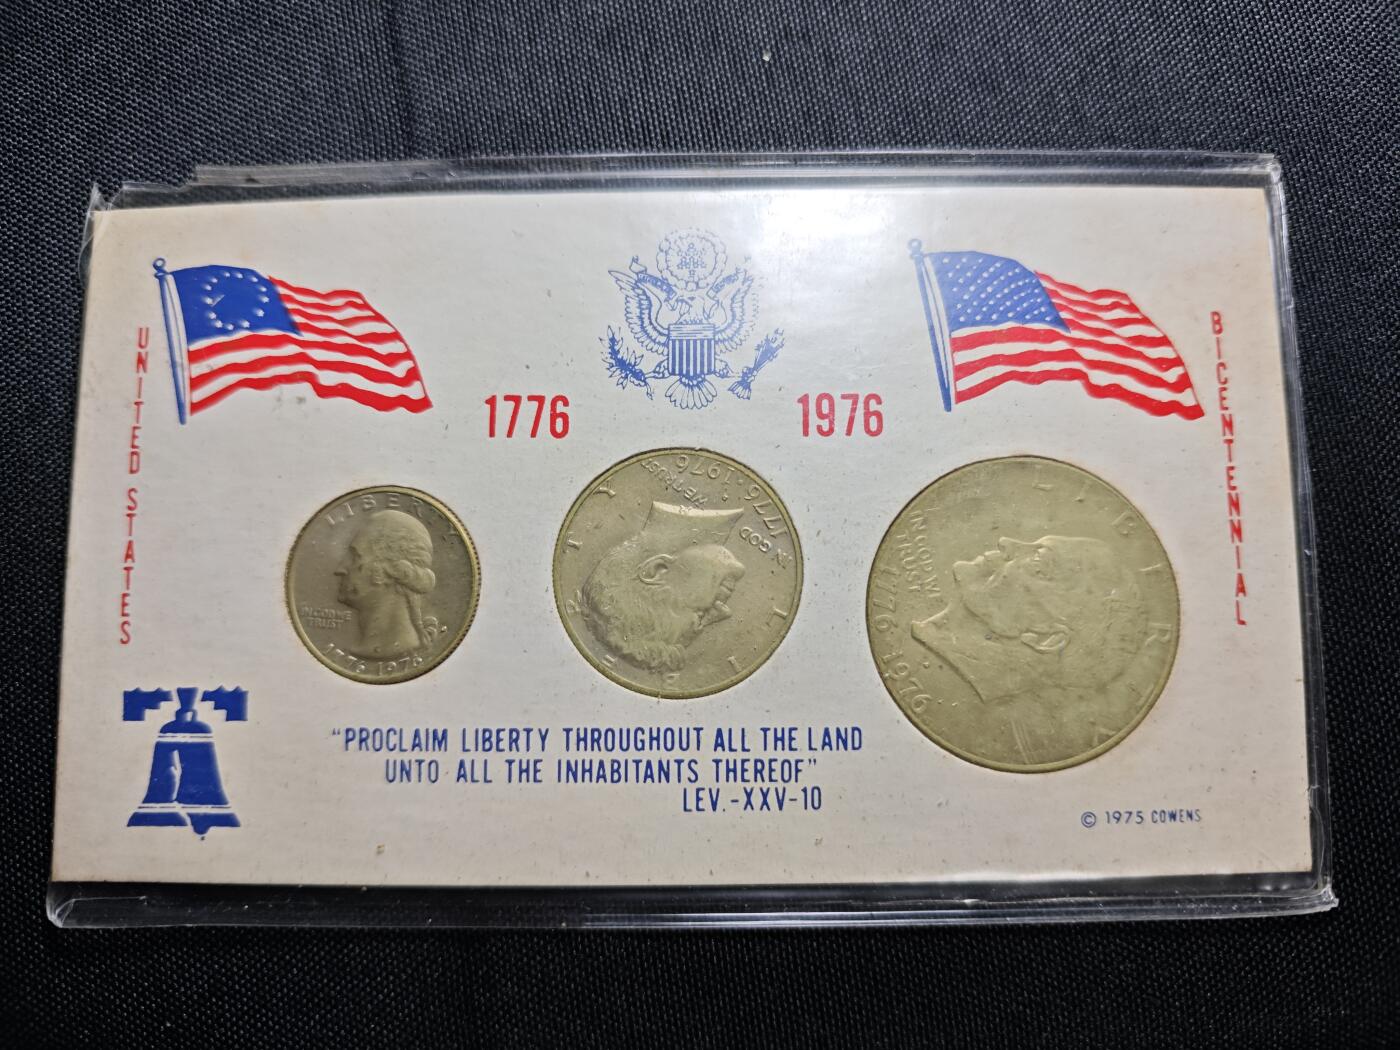 UNITED STATES
1776
1976
BICENTENNIAL
LIBERTY
IN GOD WE
TRUST
1776 1976
LIBERTY
IN GOD
WE TRUST
1776·1976
LIBERTY
IN GOD WE
TRUST
1776 1976
"PROCLAIM LIBERTY THROUGHOUT ALL THE LAND
UNTO ALL THE INHABITANTS THEREOF"
LEV.-XXV-10
© 1975 COWENS